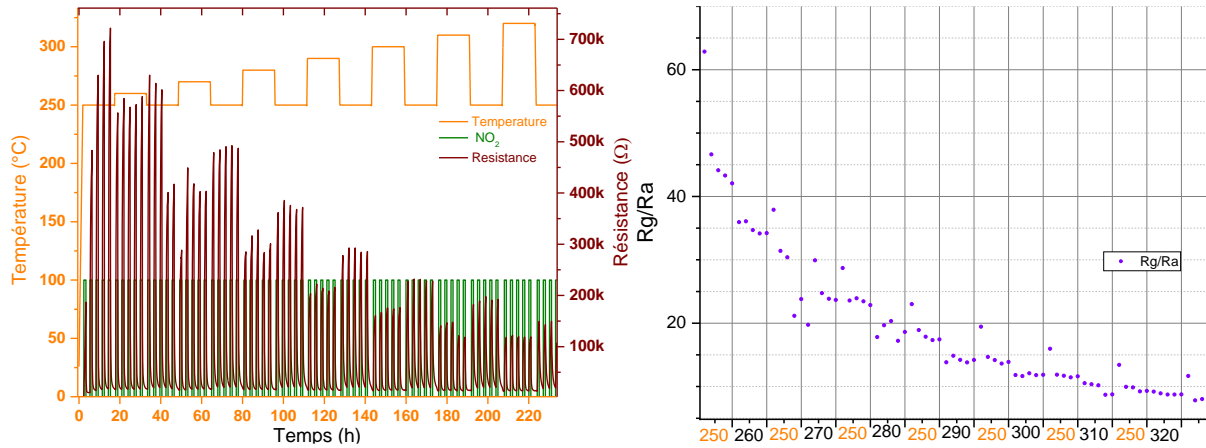 300
250
200
150
100
50
0
Température (°C)
0 20 40 60 80 100 120 140 160 180 200 220
Temps (h)
Temperature
NO2
Resistance
700k
600k
500k
400k
300k
200k
100k
Résistance (Ω)
60
40
20
Rg/Ra
Rg/Ra
250 260 250 270 250 280 250 290 250 300 250 310 250 320